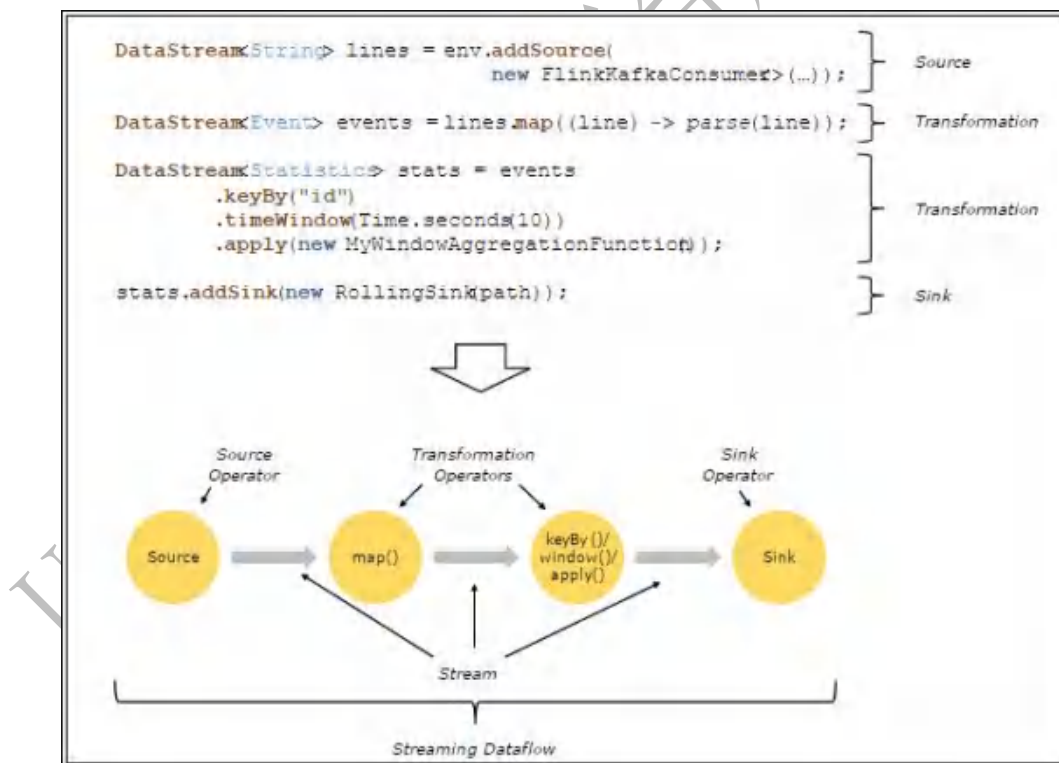 DataStream<String> lines = env.addSource(
new FlinkKafkaConsumer<>(…));
Source
DataStream<Event> events = lines.map((line) -> parse(line));
Transformation
DataStream<Statistics> stats = events
.keyBy("id")
.timeWindow(Time.seconds(10))
.apply(new MyWindowAggregationFunction());
Transformation
stats.addSink(new RollingSink(path));
Sink
Source
Operator
Transformation
Operators
Sink
Operator
Source
map()
keyBy()/
window()/
apply()
Sink
Stream
Streaming Dataflow